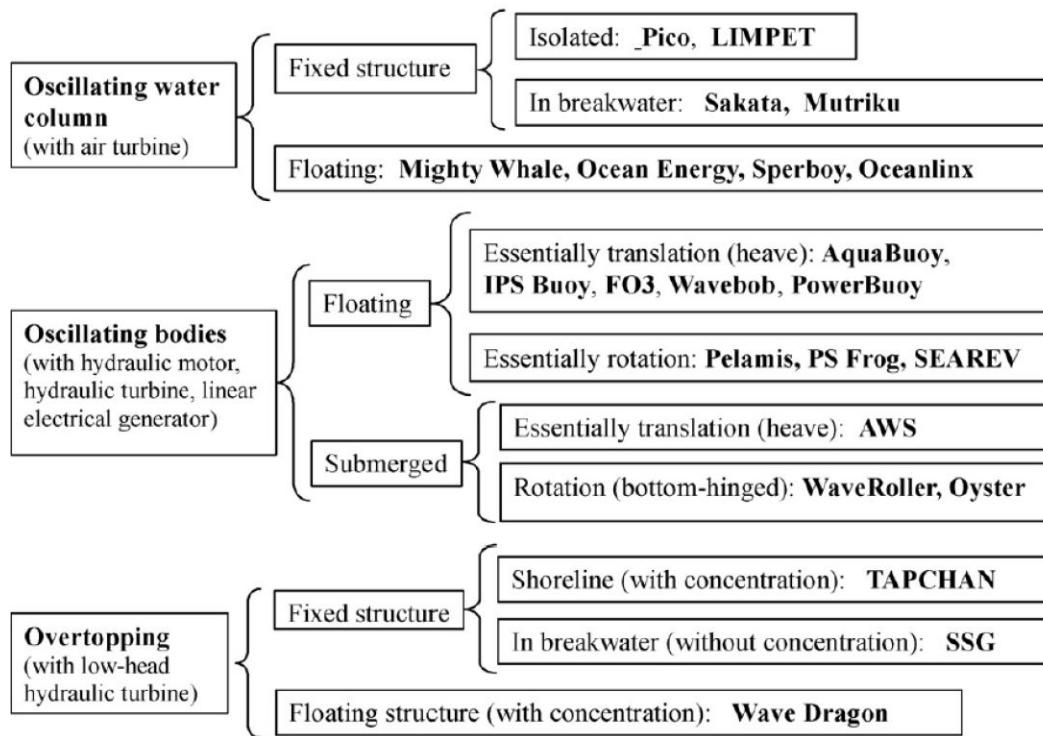 Isolated: _Pico, LIMPET
Fixed structure
Oscillating water
column
(with air turbine)
In breakwater: Sakata, Mutriku
Floating: Mighty Whale, Ocean Energy, Sperboy, Oceanlinx
Essentially translation (heave): AquaBuoy,
IPS Buoy, FO3, Wavebob, PowerBuoy
Floating
Oscillating bodies
(with hydraulic motor,
hydraulic turbine, linear
electrical generator)
Essentially rotation: Pelamis, PS Frog, SEAREV
Essentially translation (heave): AWS
Submerged
Rotation (bottom-hinged): WaveRoller, Oyster
Shoreline (with concentration): TAPCHAN
Fixed structure
Overtopping
(with low-head
hydraulic turbine)
In breakwater (without concentration): SSG
Floating structure (with concentration): Wave Dragon